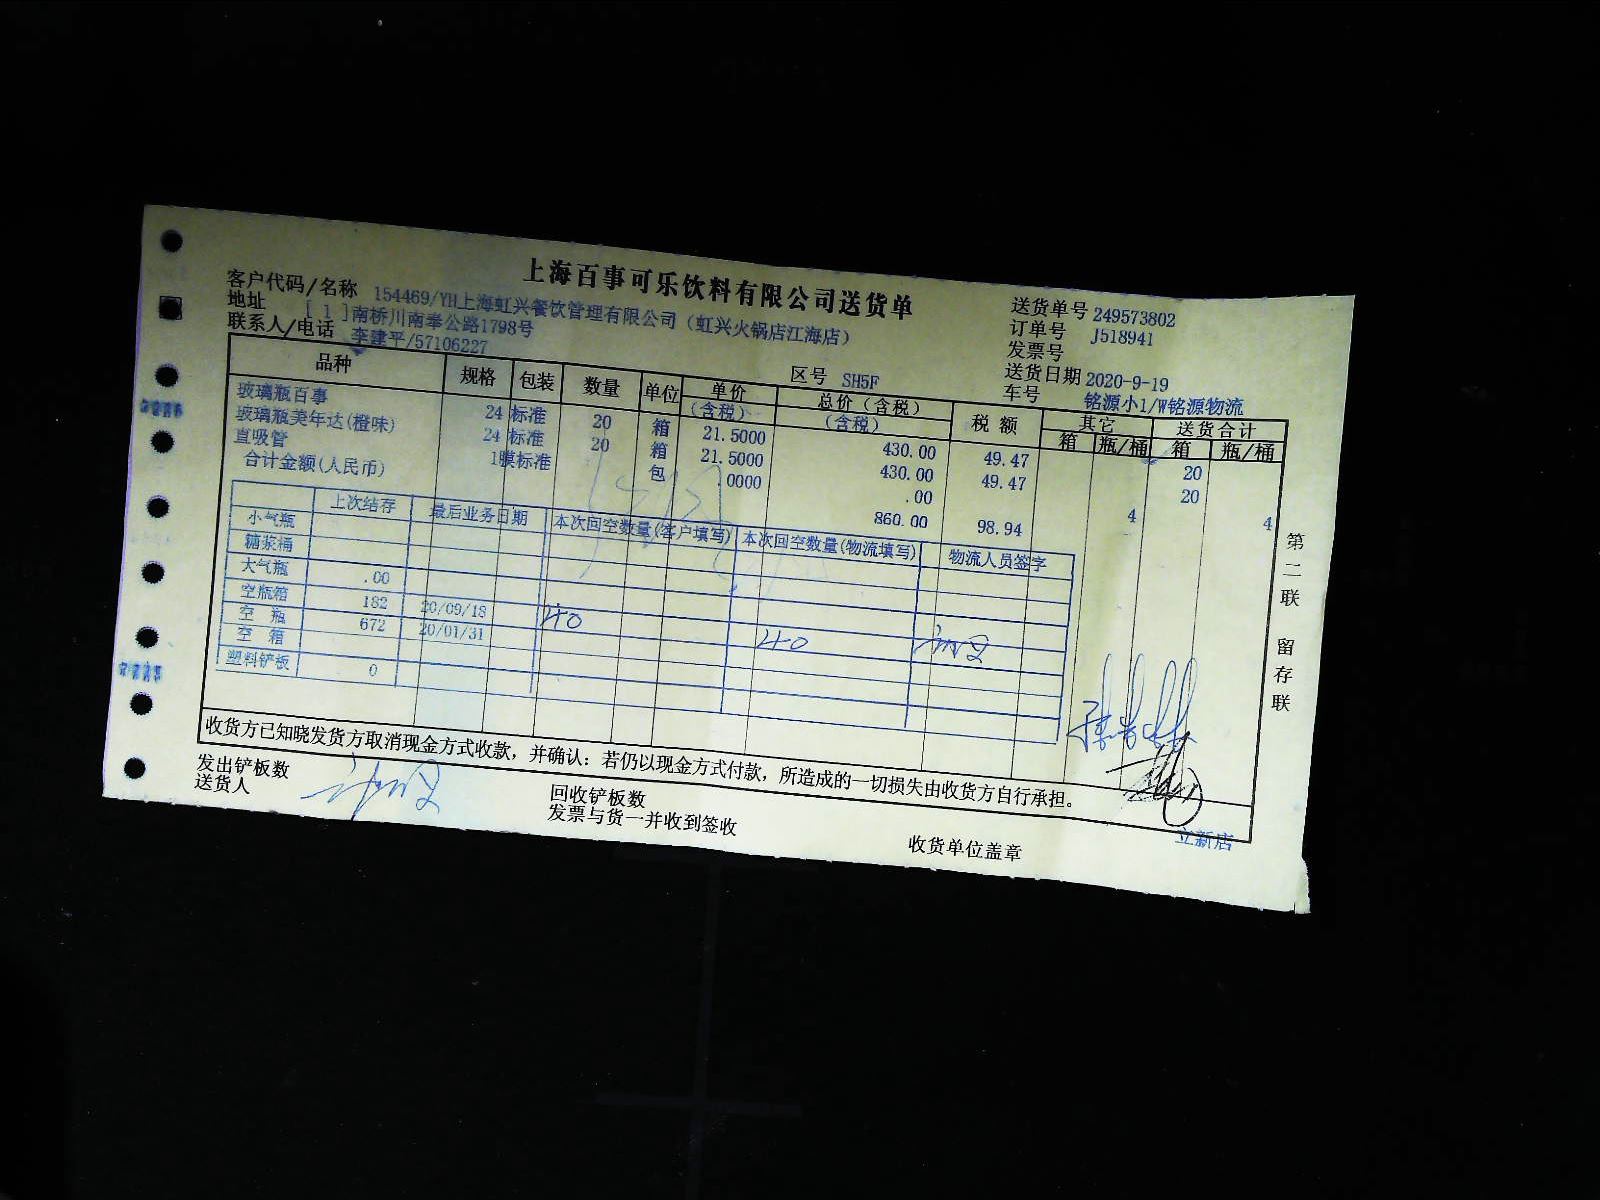 上海百事可乐饮料有限公司送货单
客户代码/名称 154469/YH上海虹兴餐饮管理有限公司（虹兴火锅店江海店） 送货单号 249573802
地址 [ 1 ]南桥川南奉公路1798号 订单号 J518941
联系人/电话 李建平/57106227 发票号
区号 SH5F 送货日期 2020-9-19
车号 铭源小1/W铭源物流
品种 规格 包装 数量 单位 单价 总价（含税） 税额 其它 送货合计
（含税） （含税） 箱 瓶/桶 箱 瓶/桶
玻璃瓶百事 24 标准 20 箱 21.5000 430.00 49.47 20
玻璃瓶美年达(橙味) 24 标准 20 箱 21.5000 430.00 49.47 20
直吸管 1膜标准 包 .0000 .00 4 4
合计金额(人民币) 860.00 98.94
上次结存 最后业务日期 本次回空数量(客户填写) 本次回空数量(物流填写) 物流人员签字
小气瓶
糖浆桶
大气瓶 .00
空瓶箱 182 20/09/18 40 40
空 瓶 672 20/01/31
空 箱
塑料铲板 0
收货方已知晓发货方取消现金方式收款，并确认：若仍以现金方式付款，所造成的一切损失由收货方自行承担。
发出铲板数 回收铲板数
送货人 发票与货一并收到签收 收货单位盖章 立新店
第二联 留存联